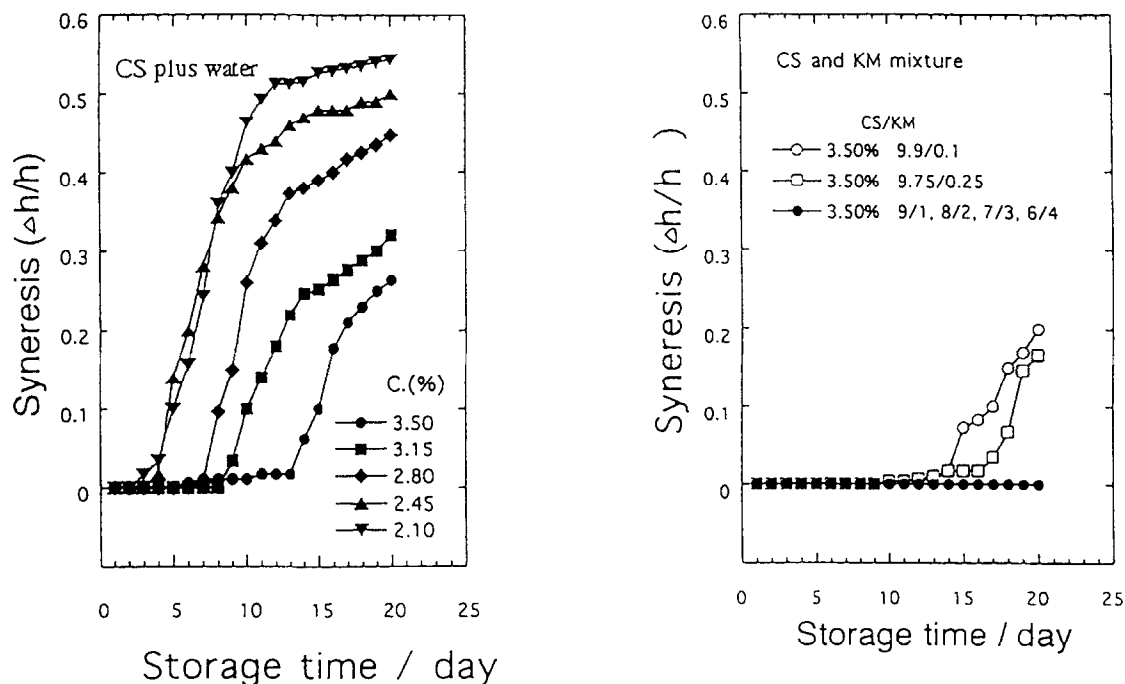 0.6
0.5
0.4
0.3
0.2
0.1
0
CS plus water
Syneresis (△h/h)
C.(%)
3.50
3.15
2.80
2.45
2.10
0 5 10 15 20 25
Storage time / day
0.6
0.5
0.4
0.3
0.2
0.1
0
CS and KM mixture
CS/KM
3.50% 9.9/0.1
3.50% 9.75/0.25
3.50% 9/1, 8/2, 7/3, 6/4
Syneresis (△h/h)
0 5 10 15 20 25
Storage time / day